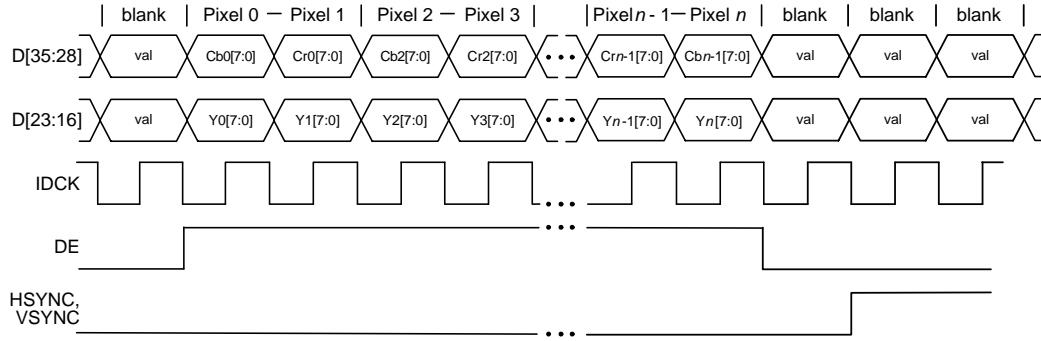 blank Pixel 0 — Pixel 1 Pixel 2 — Pixel 3 Pixel n - 1 — Pixel n blank blank blank
D[35:28] val Cb0[7:0] Cr0[7:0] Cb2[7:0] Cr2[7:0] ••• Crn-1[7:0] Cbn-1[7:0] val val val
D[23:16] val Y0[7:0] Y1[7:0] Y2[7:0] Y3[7:0] ••• Yn-1[7:0] Yn[7:0] val val val
IDCK •••
DE •••
HSYNC,
VSYNC •••